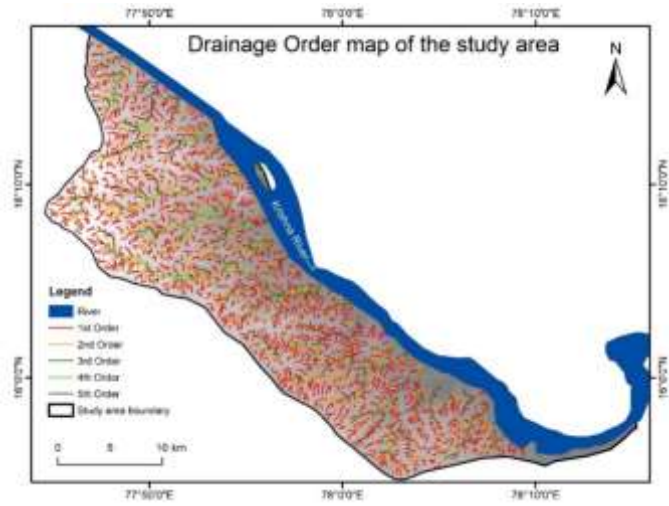 77°50'0"E 78°0'0"E 78°10'0"E
Drainage Order map of the study area
N
16°10'0"N 16°10'0"N
Krishna River
Legend
River
1st Order
2nd Order
3rd Order
4th Order
5th Order
Study area boundary
16°0'0"N 16°0'0"N
0 5 10 km
77°50'0"E 78°0'0"E 78°10'0"E